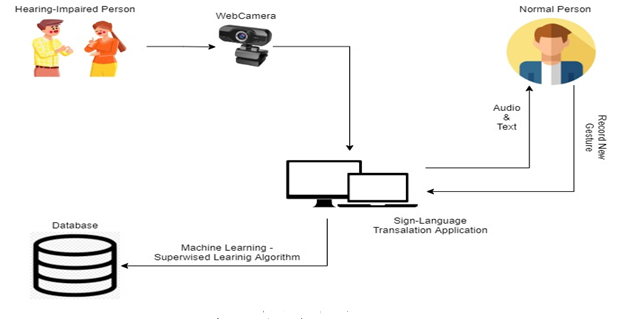 Hearing-Impaired Person
WebCamera
Normal Person
Audio
&
Text
Record New
Gesture
Sign-Language
Transalation Application
Database
Machine Learning -
Superwised Learinig Algorithm